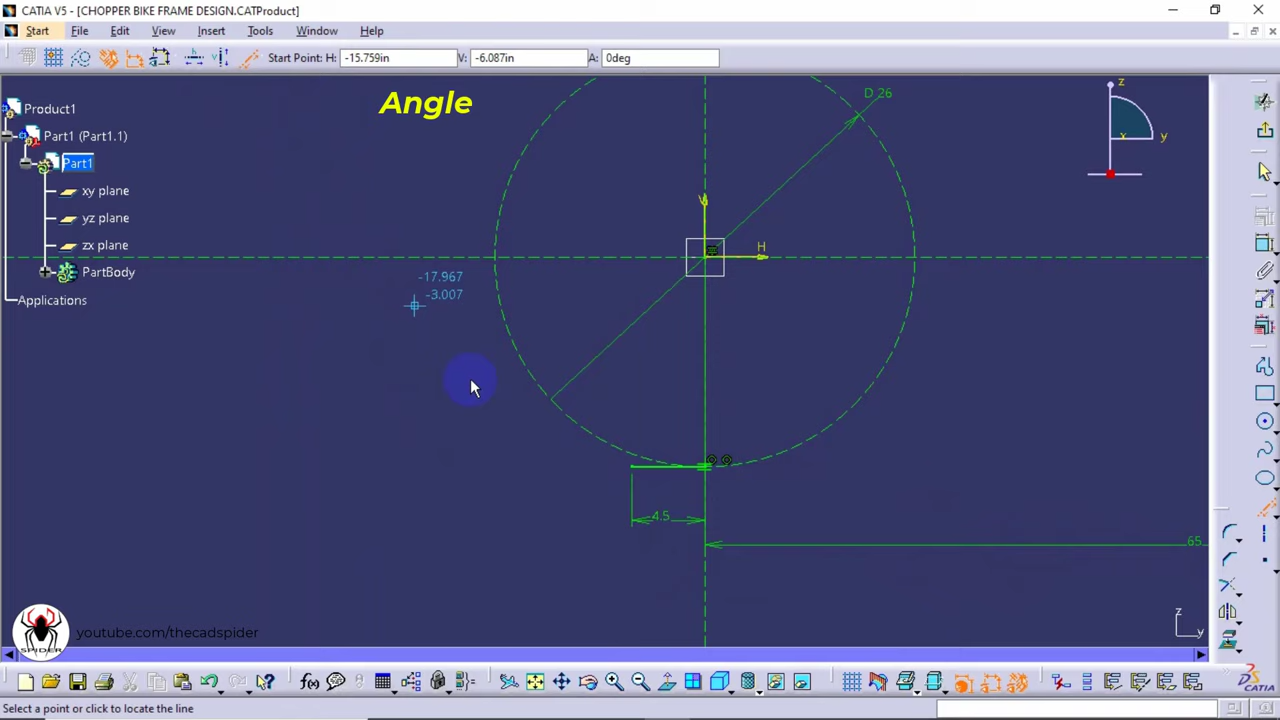 CATIA V5 - [CHOPPER BIKE FRAME DESIGN.CATProduct]
Start File Edit View Insert Tools Window Help
Start Point: H: -15.759in V: -6.087in A: 0deg
Angle
D 26
z
x
y
Product1
Part1 (Part1.1)
Part1
xy plane
yz plane
zx plane
PartBody
Applications
V
H
-17.967
-3.007
4.5
65
SPIDER
youtube.com/thecadspider
z
y
f(x)
DS
CATIA
Select a point or click to locate the line